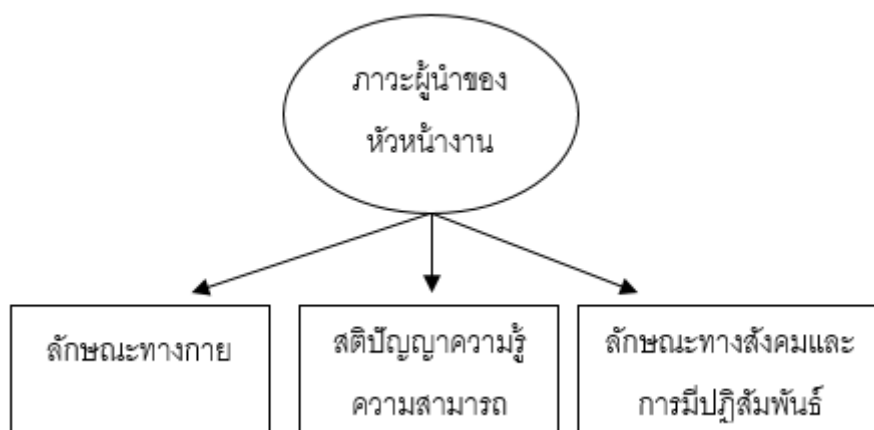 ภาวะผู้นำของ
หัวหน้างาน
ลักษณะทางกาย
สติปัญญาความรู้
ความสามารถ
ลักษณะทางสังคมและ
การมีปฏิสัมพันธ์